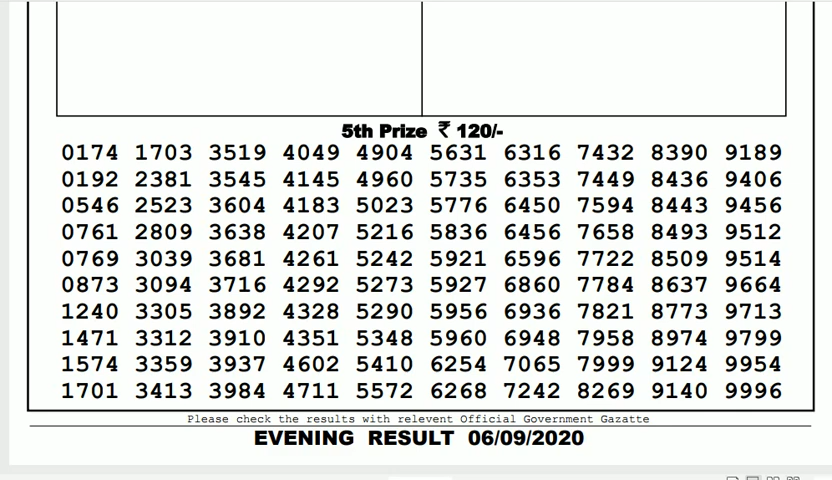 5th Prize ₹ 120/-
0174 1703 3519 4049 4904 5631 6316 7432 8390 9189
0192 2381 3545 4145 4960 5735 6353 7449 8436 9406
0546 2523 3604 4183 5023 5776 6450 7594 8443 9456
0761 2809 3638 4207 5216 5836 6456 7658 8493 9512
0769 3039 3681 4261 5242 5921 6596 7722 8509 9514
0873 3094 3716 4292 5273 5927 6860 7784 8637 9664
1240 3305 3892 4328 5290 5956 6936 7821 8773 9713
1471 3312 3910 4351 5348 5960 6948 7958 8974 9799
1574 3359 3937 4602 5410 6254 7065 7999 9124 9954
1701 3413 3984 4711 5572 6268 7242 8269 9140 9996
Please check the results with relevent Official Government Gazatte
EVENING RESULT 06/09/2020